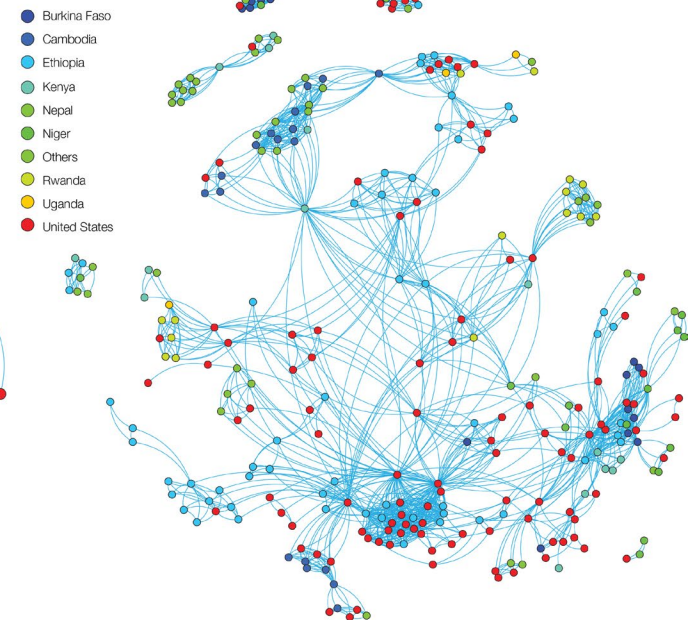 Burkina Faso
Cambodia
Ethiopia
Kenya
Nepal
Niger
Others
Rwanda
Uganda
United States